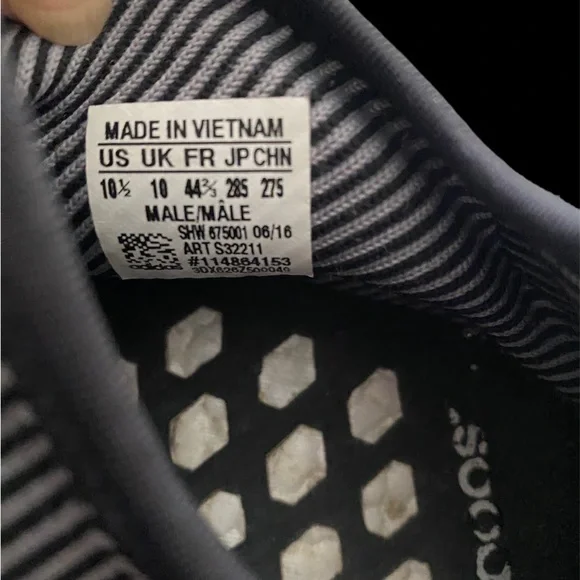 MADE IN VIETNAM
US UK FR JP CHN
10½ 10 44⅔ 285 275
MALE/MÂLE
SHW 675001 06/16
ART S32211
adidas #114864153